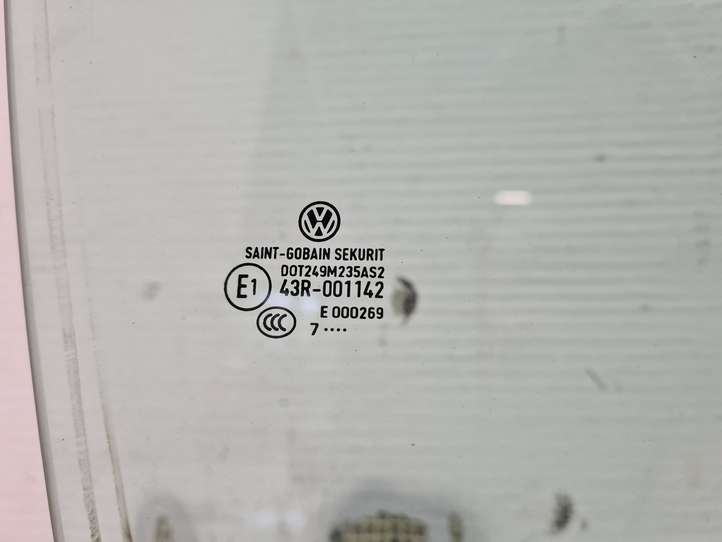 SAINT-GOBAIN SEKURIT
DOT249M235AS2
E1 43R-001142
E 000269
CCC
7 ····